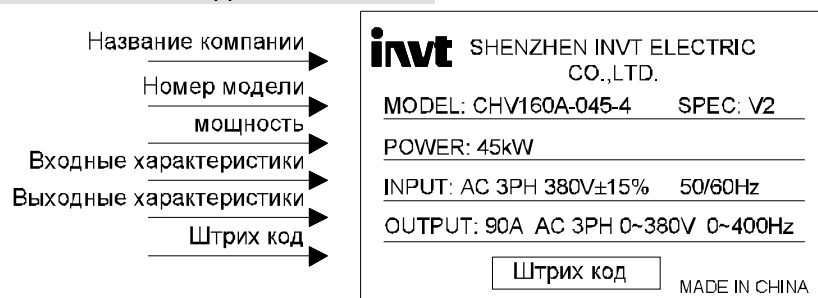 Название компании
Номер модели
мощность
Входные характеристики
Выходные характеристики
Штрих код
invt SHENZHEN INVT ELECTRIC
CO.,LTD.
MODEL: CHV160A-045-4 SPEC: V2
POWER: 45kW
INPUT: AC 3PH 380V±15% 50/60Hz
OUTPUT: 90A AC 3PH 0~380V 0~400Hz
Штрих код
MADE IN CHINA